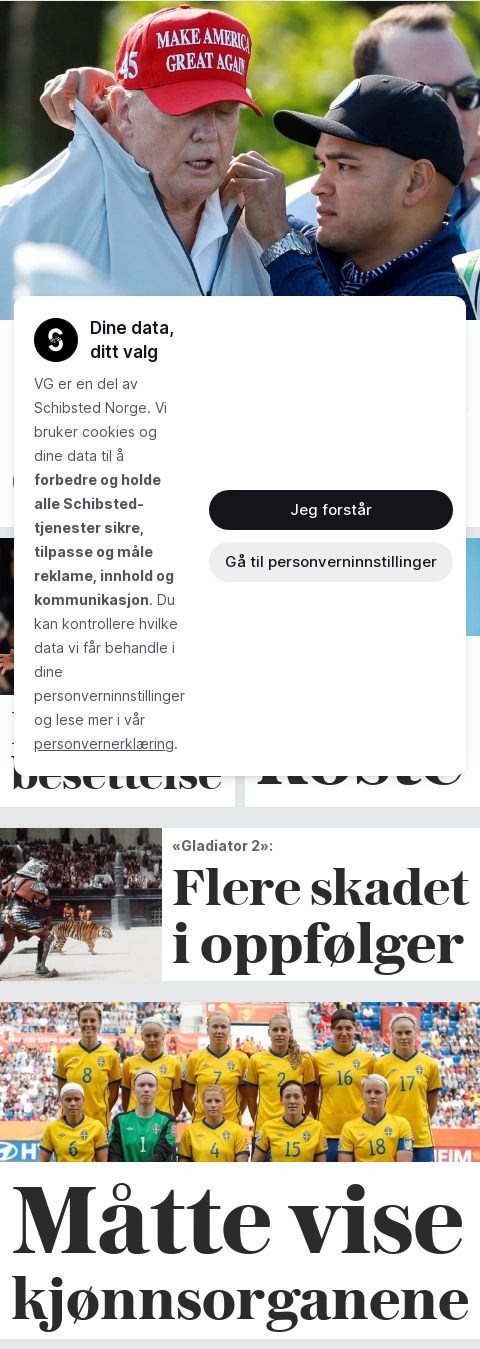 MAKE AMERICA
GREAT AGAIN
45
Dine data,
ditt valg
VG er en del av
Schibsted Norge. Vi
bruker cookies og
dine data til å
forbedre og holde
alle Schibsted-
tjenester sikre,
tilpasse og måle
reklame, innhold og
kommunikasjon. Du
kan kontrollere hvilke
data vi får behandle i
dine
personverninnstillinger
og lese mer i vår
personvernerklæring.
Jeg forstår
Gå til personverninnstillinger
besettelse
«Gladiator 2»:
Flere skadet
i oppfølger
8
7
2
16
17
6
1
4
15
18
Måtte vise
kjønnsorganene